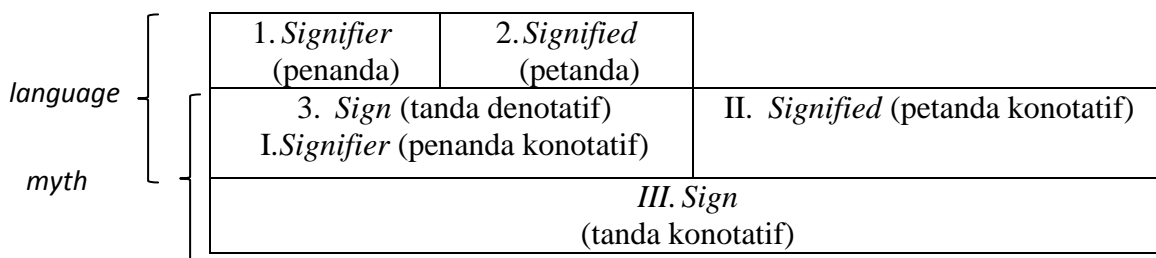 1. Signifier
(penanda)
2. Signified
(petanda)
language
3. Sign (tanda denotatif)
I.Signifier (penanda konotatif)
II. Signified (petanda konotatif)
myth
III. Sign
(tanda konotatif)